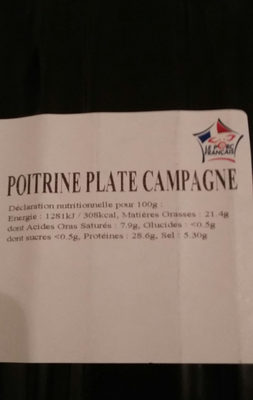 LE PORC
FRANÇAIS
POITRINE PLATE CAMPAGNE
Déclaration nutritionnelle pour 100g :
Energie : 1281kJ / 308kcal, Matières Grasses : 21.4g
dont Acides Gras Saturés : 7.9g, Glucides : <0.5g
dont sucres <0.5g, Protéines : 28.6g, Sel : 5.30g